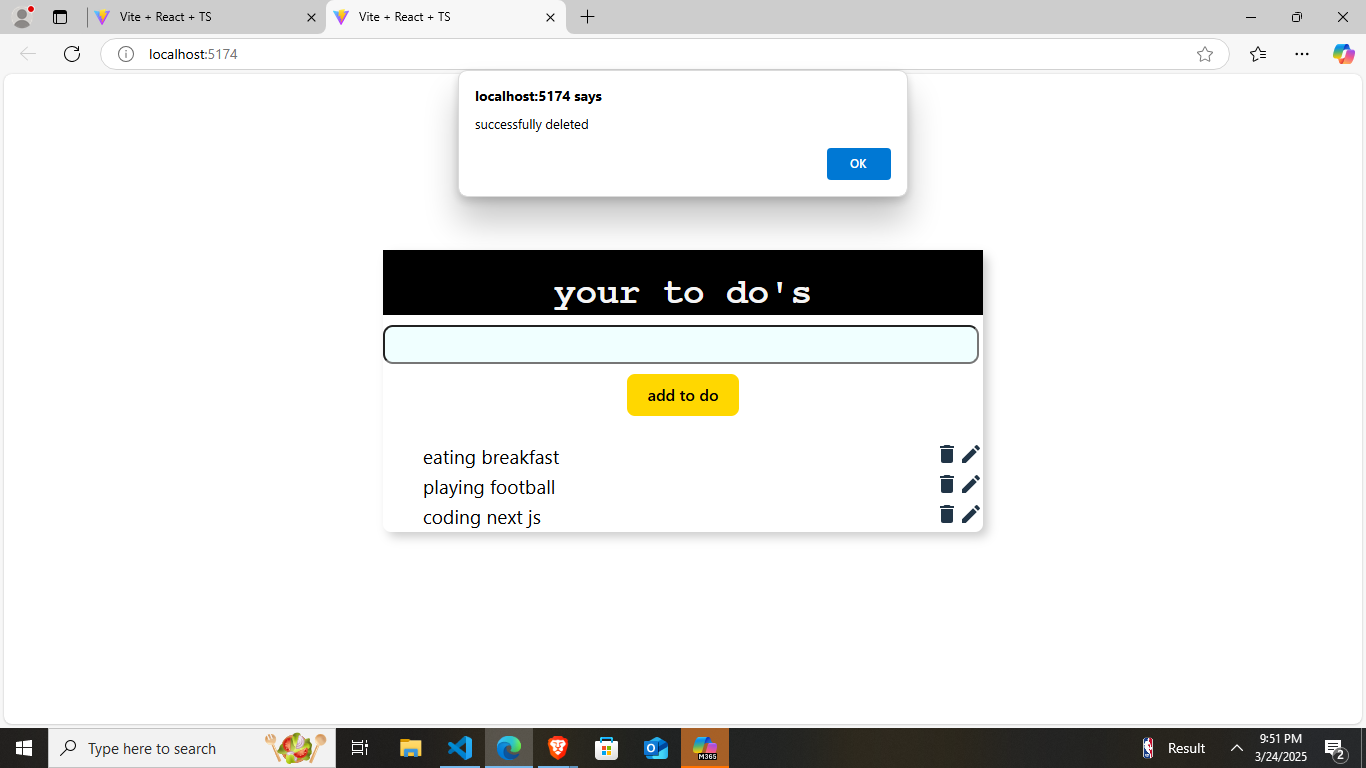 Vite + React + TS
Vite + React + TS
localhost:5174
localhost:5174 says
successfully deleted
OK
your to do's
add to do
eating breakfast
playing football
coding next js
Type here to search
M365
Result
9:51 PM
3/24/2025
2